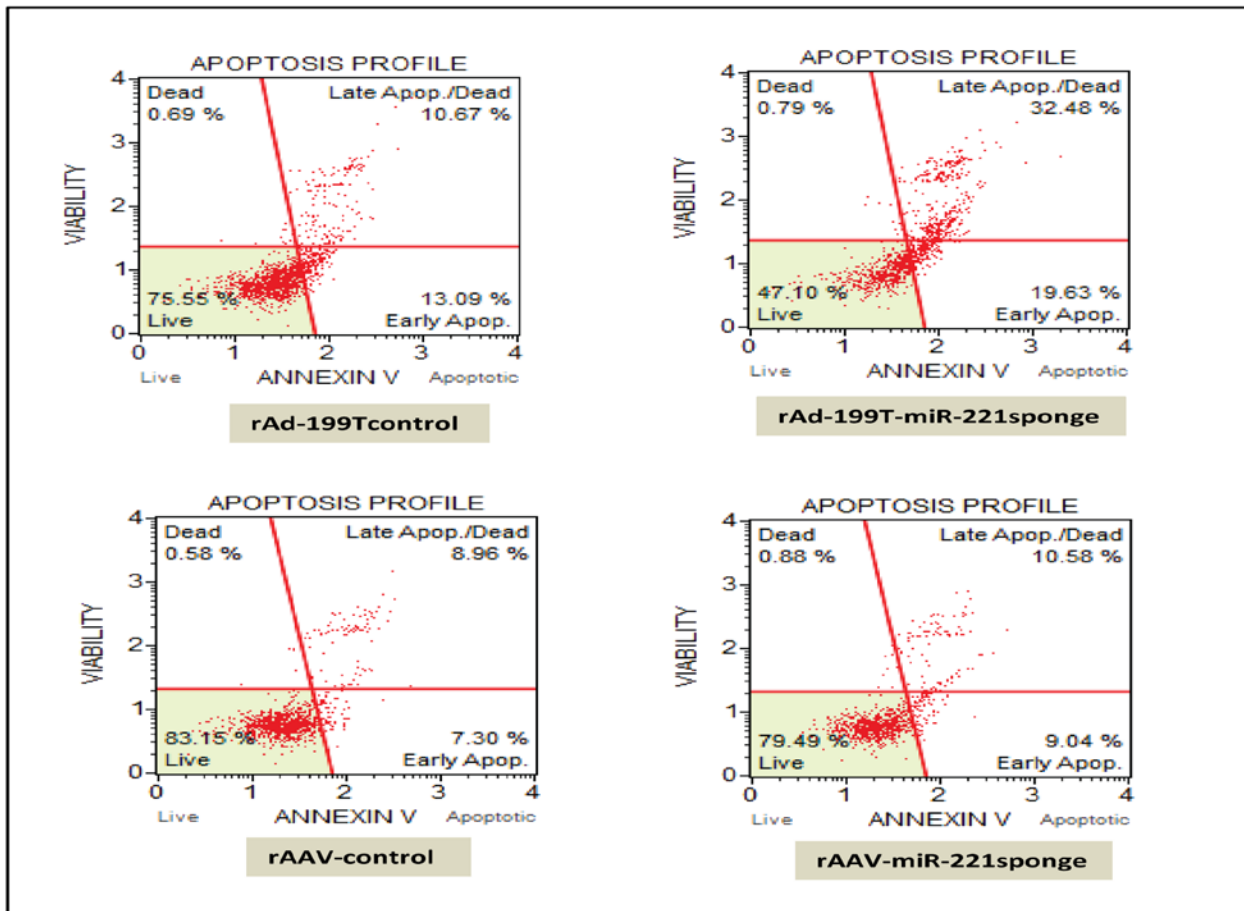 APOPTOSIS PROFILE
4
3
2
1
0
VIABILITY
Dead
0.69 %
Late Apop./Dead
10.67 %
75.55 %
Live
13.09 %
Early Apop.
0 1 2 3 4
Live ANNEXIN V Apoptotic
rAd-199Tcontrol
APOPTOSIS PROFILE
4
3
2
1
0
VIABILITY
Dead
0.79 %
Late Apop./Dead
32.48 %
47.10 %
Live
19.63 %
Early Apop.
0 1 2 3 4
Live ANNEXIN V Apoptotic
rAd-199T-miR-221sponge
APOPTOSIS PROFILE
4
3
2
1
0
VIABILITY
Dead
0.58 %
Late Apop./Dead
8.96 %
83.15 %
Live
7.30 %
Early Apop.
0 1 2 3 4
Live ANNEXIN V Apoptotic
rAAV-control
APOPTOSIS PROFILE
4
3
2
1
0
VIABILITY
Dead
0.88 %
Late Apop./Dead
10.58 %
79.49 %
Live
9.04 %
Early Apop.
0 1 2 3 4
Live ANNEXIN V Apoptotic
rAAV-miR-221sponge